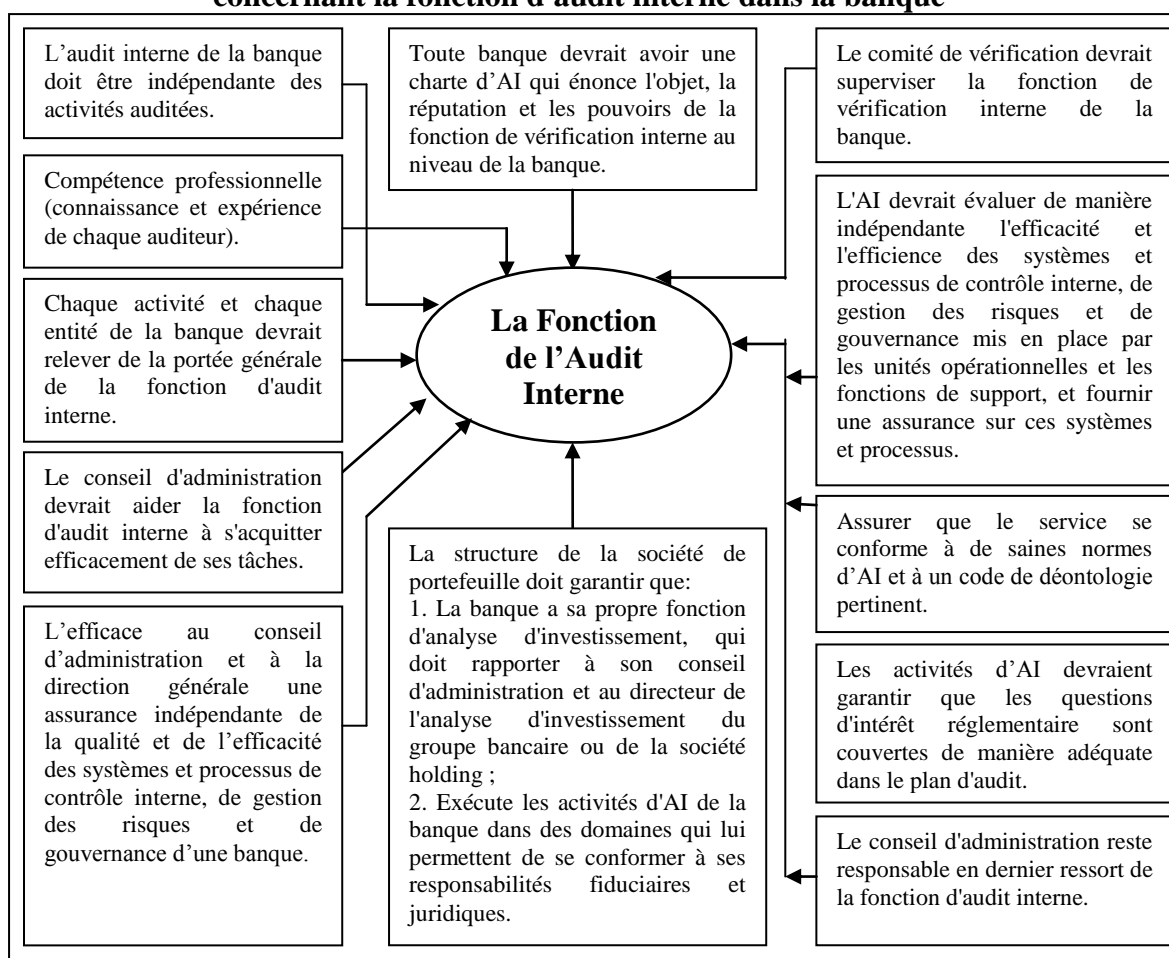 concernant la fonction d'audit interne dans la banque
L'audit interne de la banque
doit être indépendante des
activités auditées.
Compétence professionnelle
(connaissance et expérience
de chaque auditeur).
Chaque activité et chaque
entité de la banque devrait
relever de la portée générale
de la fonction d'audit
interne.
Le conseil d'administration
devrait aider la fonction
d'audit interne à s'acquitter
efficacement de ses tâches.
L'efficace au conseil
d'administration et à la
direction générale une
assurance indépendante de
la qualité et de l'efficacité
des systèmes et processus de
contrôle interne, de gestion
des risques et de
gouvernance d'une banque.
Toute banque devrait avoir une
charte d'AI qui énonce l'objet, la
réputation et les pouvoirs de la
fonction de vérification interne au
niveau de la banque.
La Fonction
de l'Audit
Interne
La structure de la société de
portefeuille doit garantir que:
1. La banque a sa propre fonction
d'analyse d'investissement, qui
doit rapporter à son conseil
d'administration et au directeur de
l'analyse d'investissement du
groupe bancaire ou de la société
holding ;
2. Exécute les activités d'AI de la
banque dans des domaines qui lui
permettent de se conformer à ses
responsabilités fiduciaires et
juridiques.
Le comité de vérification devrait
superviser la fonction de
vérification interne de la
banque.
L'AI devrait évaluer de manière
indépendante l'efficacité et
l'efficience des systèmes et
processus de contrôle interne, de
gestion des risques et de
gouvernance mis en place par
les unités opérationnelles et les
fonctions de support, et fournir
une assurance sur ces systèmes
et processus.
Assurer que le service se
conforme à de saines normes
d'AI et à un code de déontologie
pertinent.
Les activités d'AI devraient
garantir que les questions
d'intérêt réglementaire sont
couvertes de manière adéquate
dans le plan d'audit.
Le conseil d'administration reste
responsable en dernier ressort de
la fonction d'audit interne.